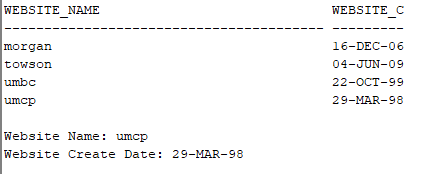 WEBSITE_NAME                             WEBSITE_C
---------------------------------------- ---------
morgan                                   16-DEC-06
towson                                   04-JUN-09
umbc                                     22-OCT-99
umcp                                     29-MAR-98
Website Name: umcp
Website Create Date: 29-MAR-98